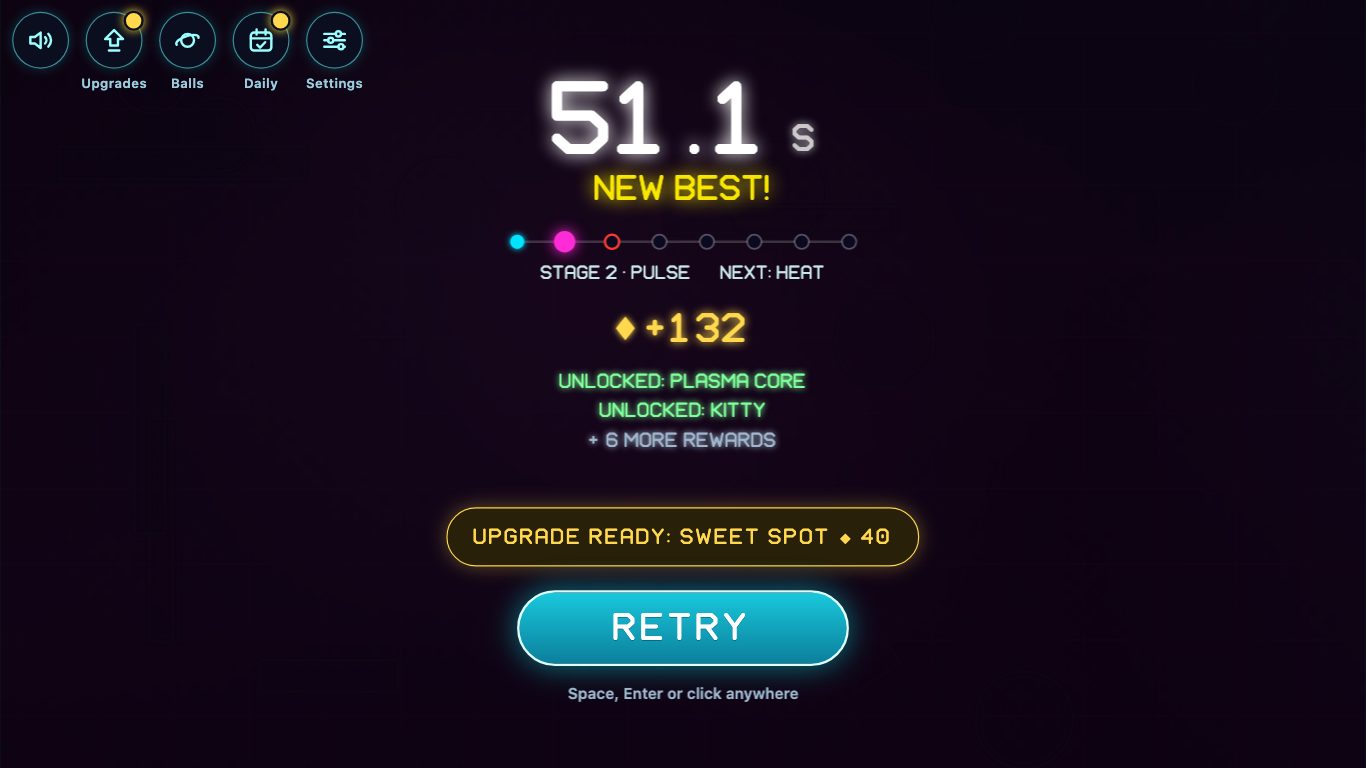 Upgrades Balls Daily Settings
51.1 s
NEW BEST!
STAGE 2 · PULSE NEXT: HEAT
♦ +132
UNLOCKED: PLASMA CORE
UNLOCKED: KITTY
+ 6 MORE REWARDS
UPGRADE READY: SWEET SPOT ♦ 40
RETRY
Space, Enter or click anywhere